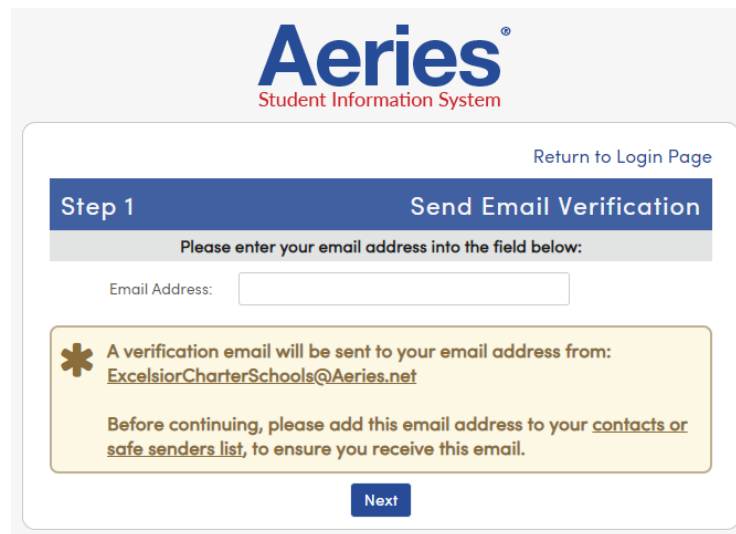 Aeries®
Student Information System
Return to Login Page
Step 1 Send Email Verification
Please enter your email address into the field below:
Email Address:
A verification email will be sent to your email address from:
ExcelsiorCharterSchools@Aeries.net
Before continuing, please add this email address to your contacts or
safe senders list, to ensure you receive this email.
Next